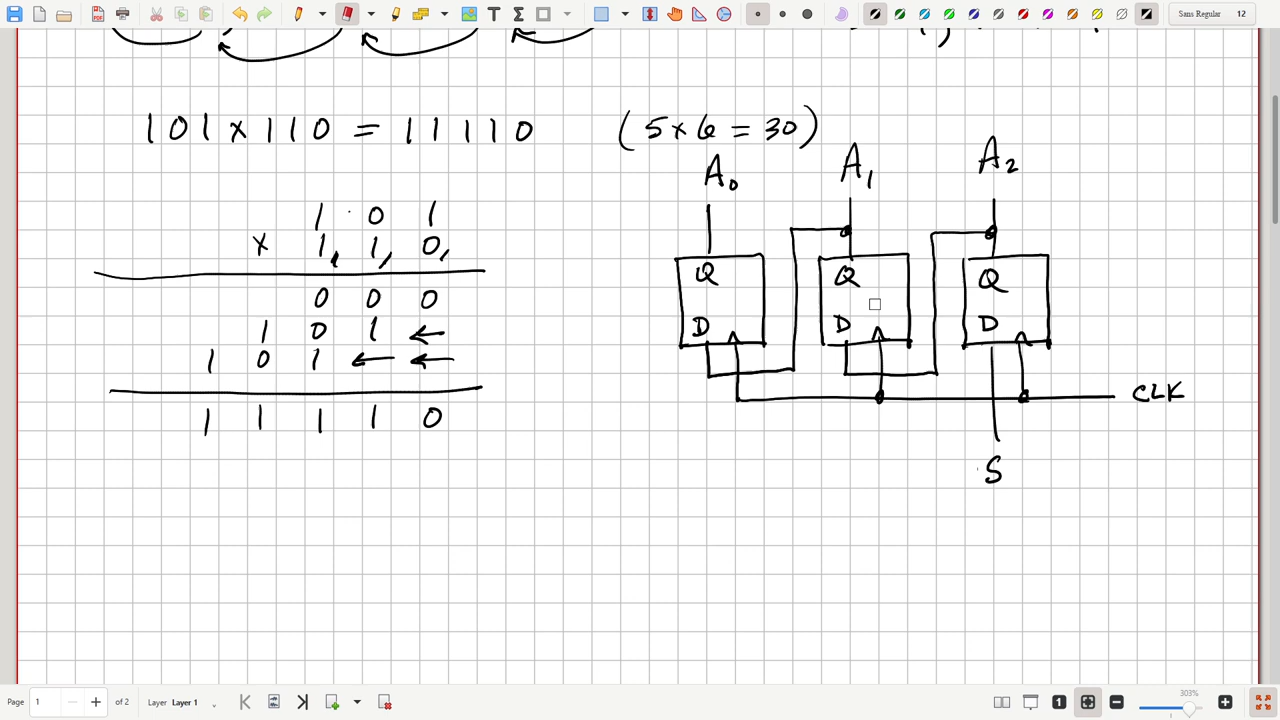 Sans Regular 12
101 × 110 = 11110 (5 × 6 = 30)
A0 A1 A2
1 0 1
× 1, 1, 0,
0 0 0
1 0 1 ←
1 0 1 ← ←
1 1 1 1 0
Q Q Q
D D D
CLK
S
Page 1 of 2 Layer Layer 1 303%